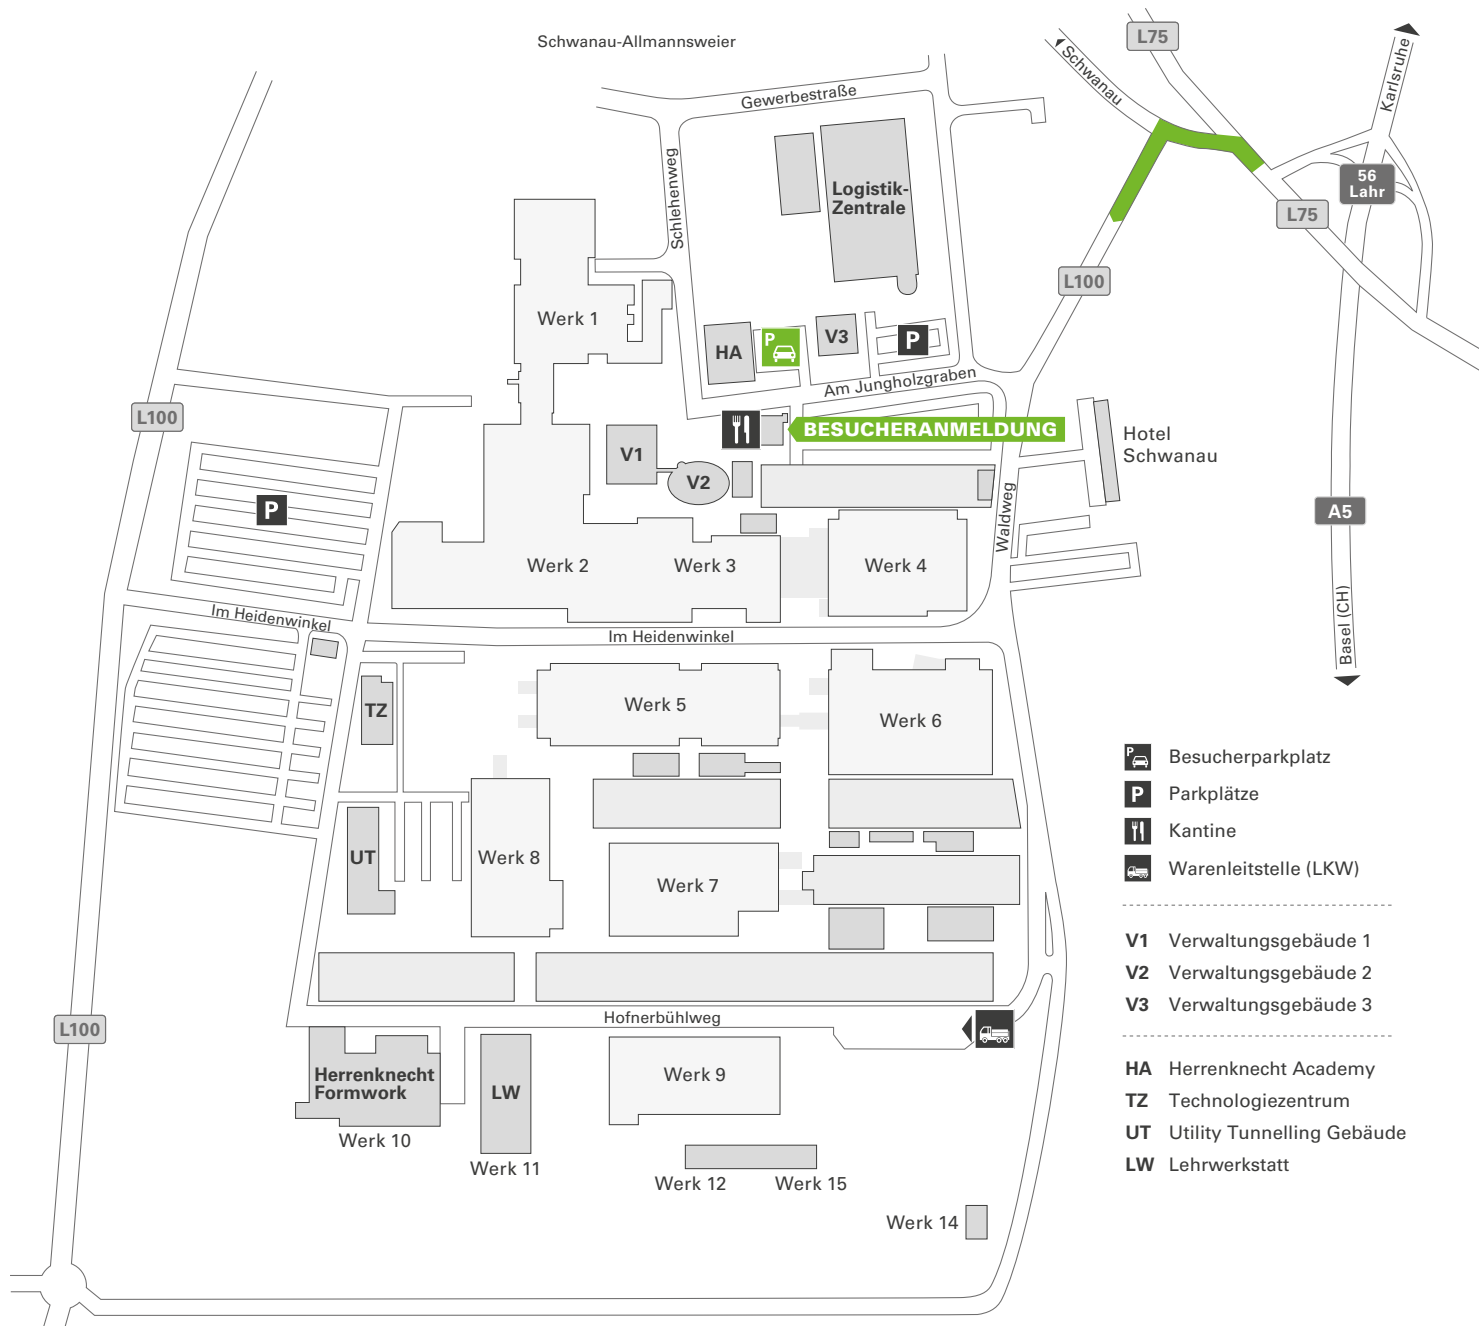 Schwanau-Allmannsweier
L75
Schwanau
Karlsruhe
Gewerbestraße
Schlehenweg
Logistik-
Zentrale
56
Lahr
L75
L100
Werk 1
HA
P
V3
P
Am Jungholzgraben
L100
BESUCHERANMELDUNG
Hotel
Schwanau
V1
V2
P
Waldweg
A5
Werk 2
Werk 3
Werk 4
Im Heidenwinkel
Im Heidenwinkel
Basel (CH)
TZ
Werk 5
Werk 6
P
Besucherparkplatz
P
Parkplätze
Kantine
Warenleitstelle (LKW)
UT
Werk 8
Werk 7
V1 Verwaltungsgebäude 1
V2 Verwaltungsgebäude 2
V3 Verwaltungsgebäude 3
Hofnerbühlweg
L100
Herrenknecht
Formwork
LW
Werk 9
HA Herrenknecht Academy
TZ Technologiezentrum
UT Utility Tunnelling Gebäude
LW Lehrwerkstatt
Werk 10
Werk 11
Werk 12
Werk 15
Werk 14